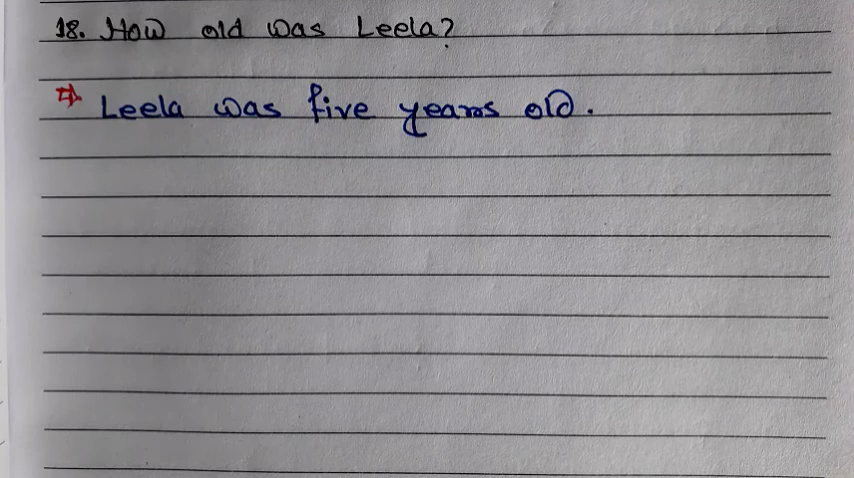 18. How old was Leela?
⇒ Leela was five years old.